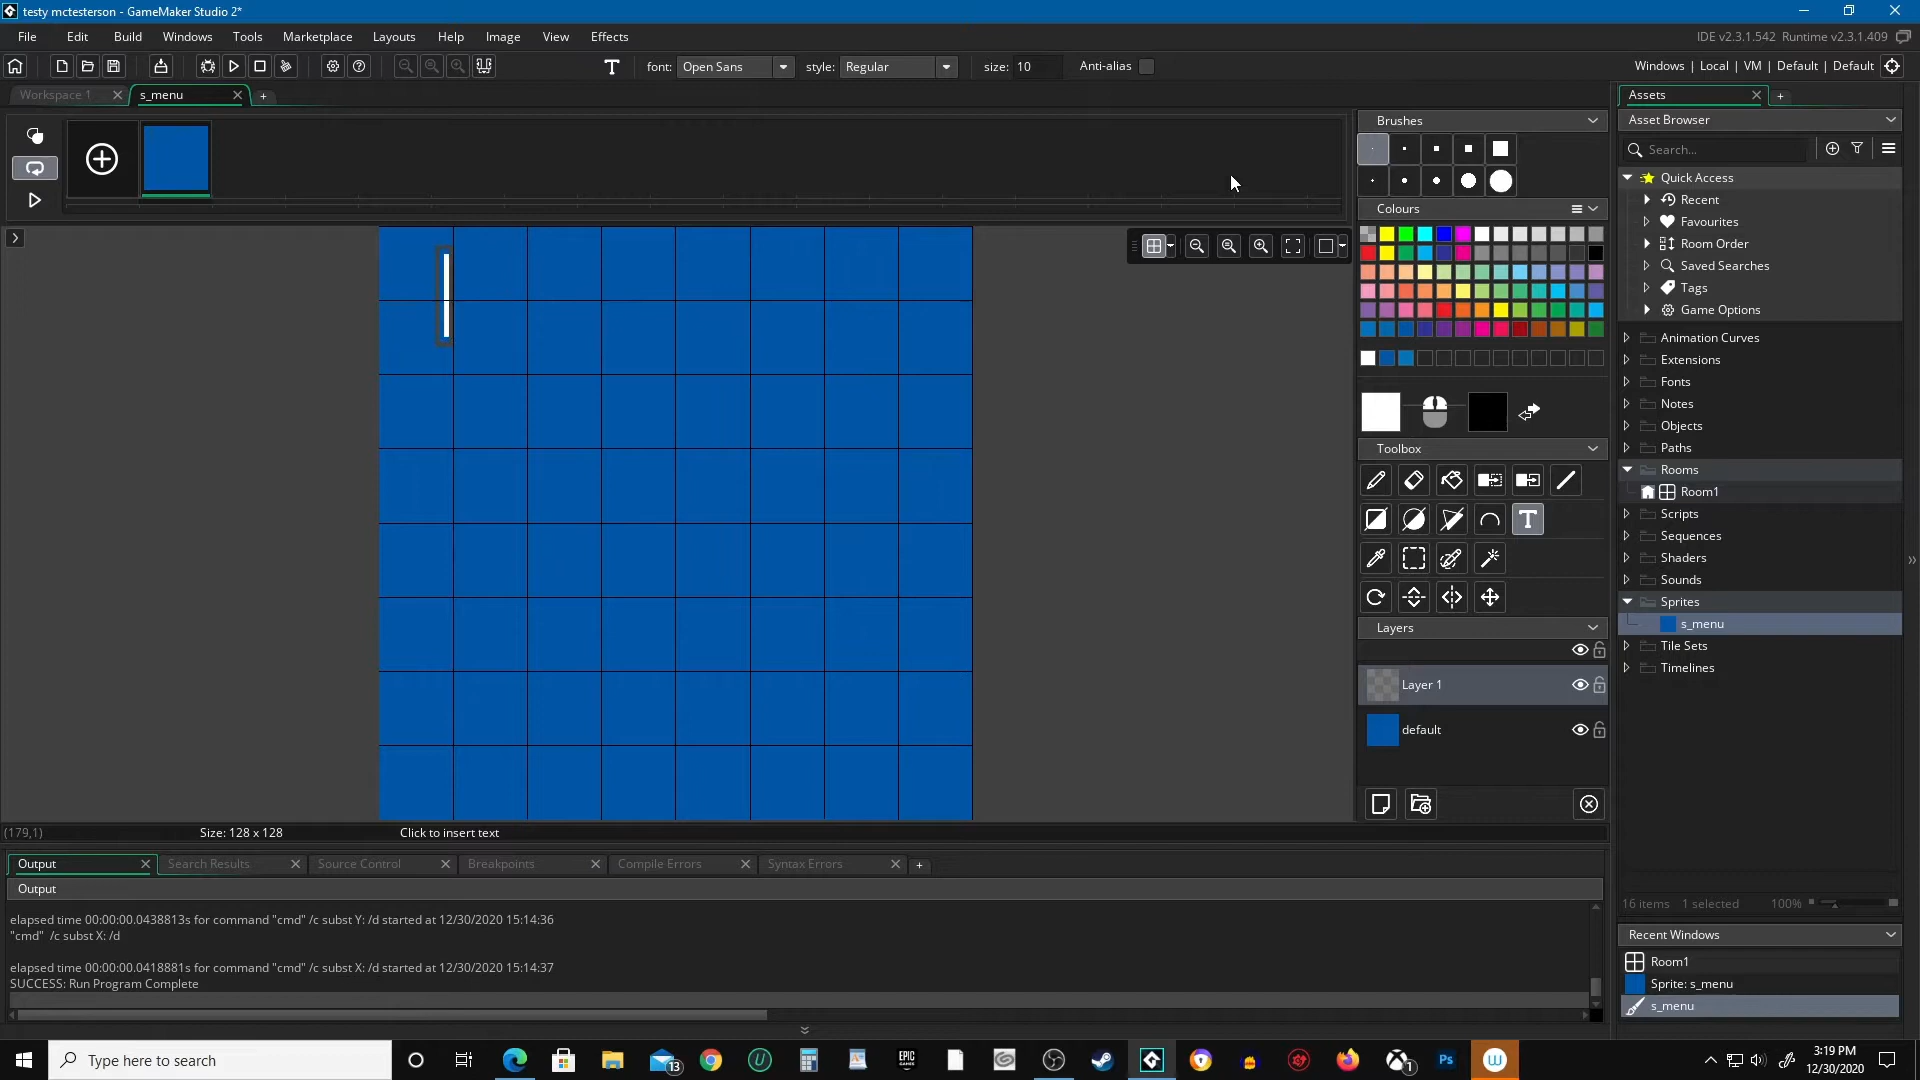 testy mctesterson - GameMaker Studio 2*
File Edit Build Windows Tools Marketplace Layouts Help Image View Effects
IDE v2.3.1.542 Runtime v2.3.1.409
T font: Open Sans style: Regular size: 10 Anti-alias
Windows | Local | VM | Default | Default
Workspace 1 s_menu
Assets
Brushes
Asset Browser
Search...
Quick Access
Recent
Colours
Favourites
Room Order
Saved Searches
Tags
Game Options
Animation Curves
Extensions
Fonts
Notes
Objects
Paths
Toolbox
Rooms
Room1
Scripts
T
Sequences
Shaders
Sounds
Sprites
s_menu
Layers
Tile Sets
Timelines
Layer 1
default
(179,1) Size: 128 x 128 Click to insert text
Output Search Results Source Control Breakpoints Compile Errors Syntax Errors
Output
elapsed time 00:00:00.0438813s for command "cmd" /c subst Y: /d started at 12/30/2020 15:14:36
"cmd" /c subst X: /d
elapsed time 00:00:00.0418881s for command "cmd" /c subst X: /d started at 12/30/2020 15:14:37
SUCCESS: Run Program Complete
16 items 1 selected 100%
Recent Windows
Room1
Sprite: s_menu
s_menu
Type here to search
13
EPIC
GAMES
1
Ps
W
3:19 PM
12/30/2020